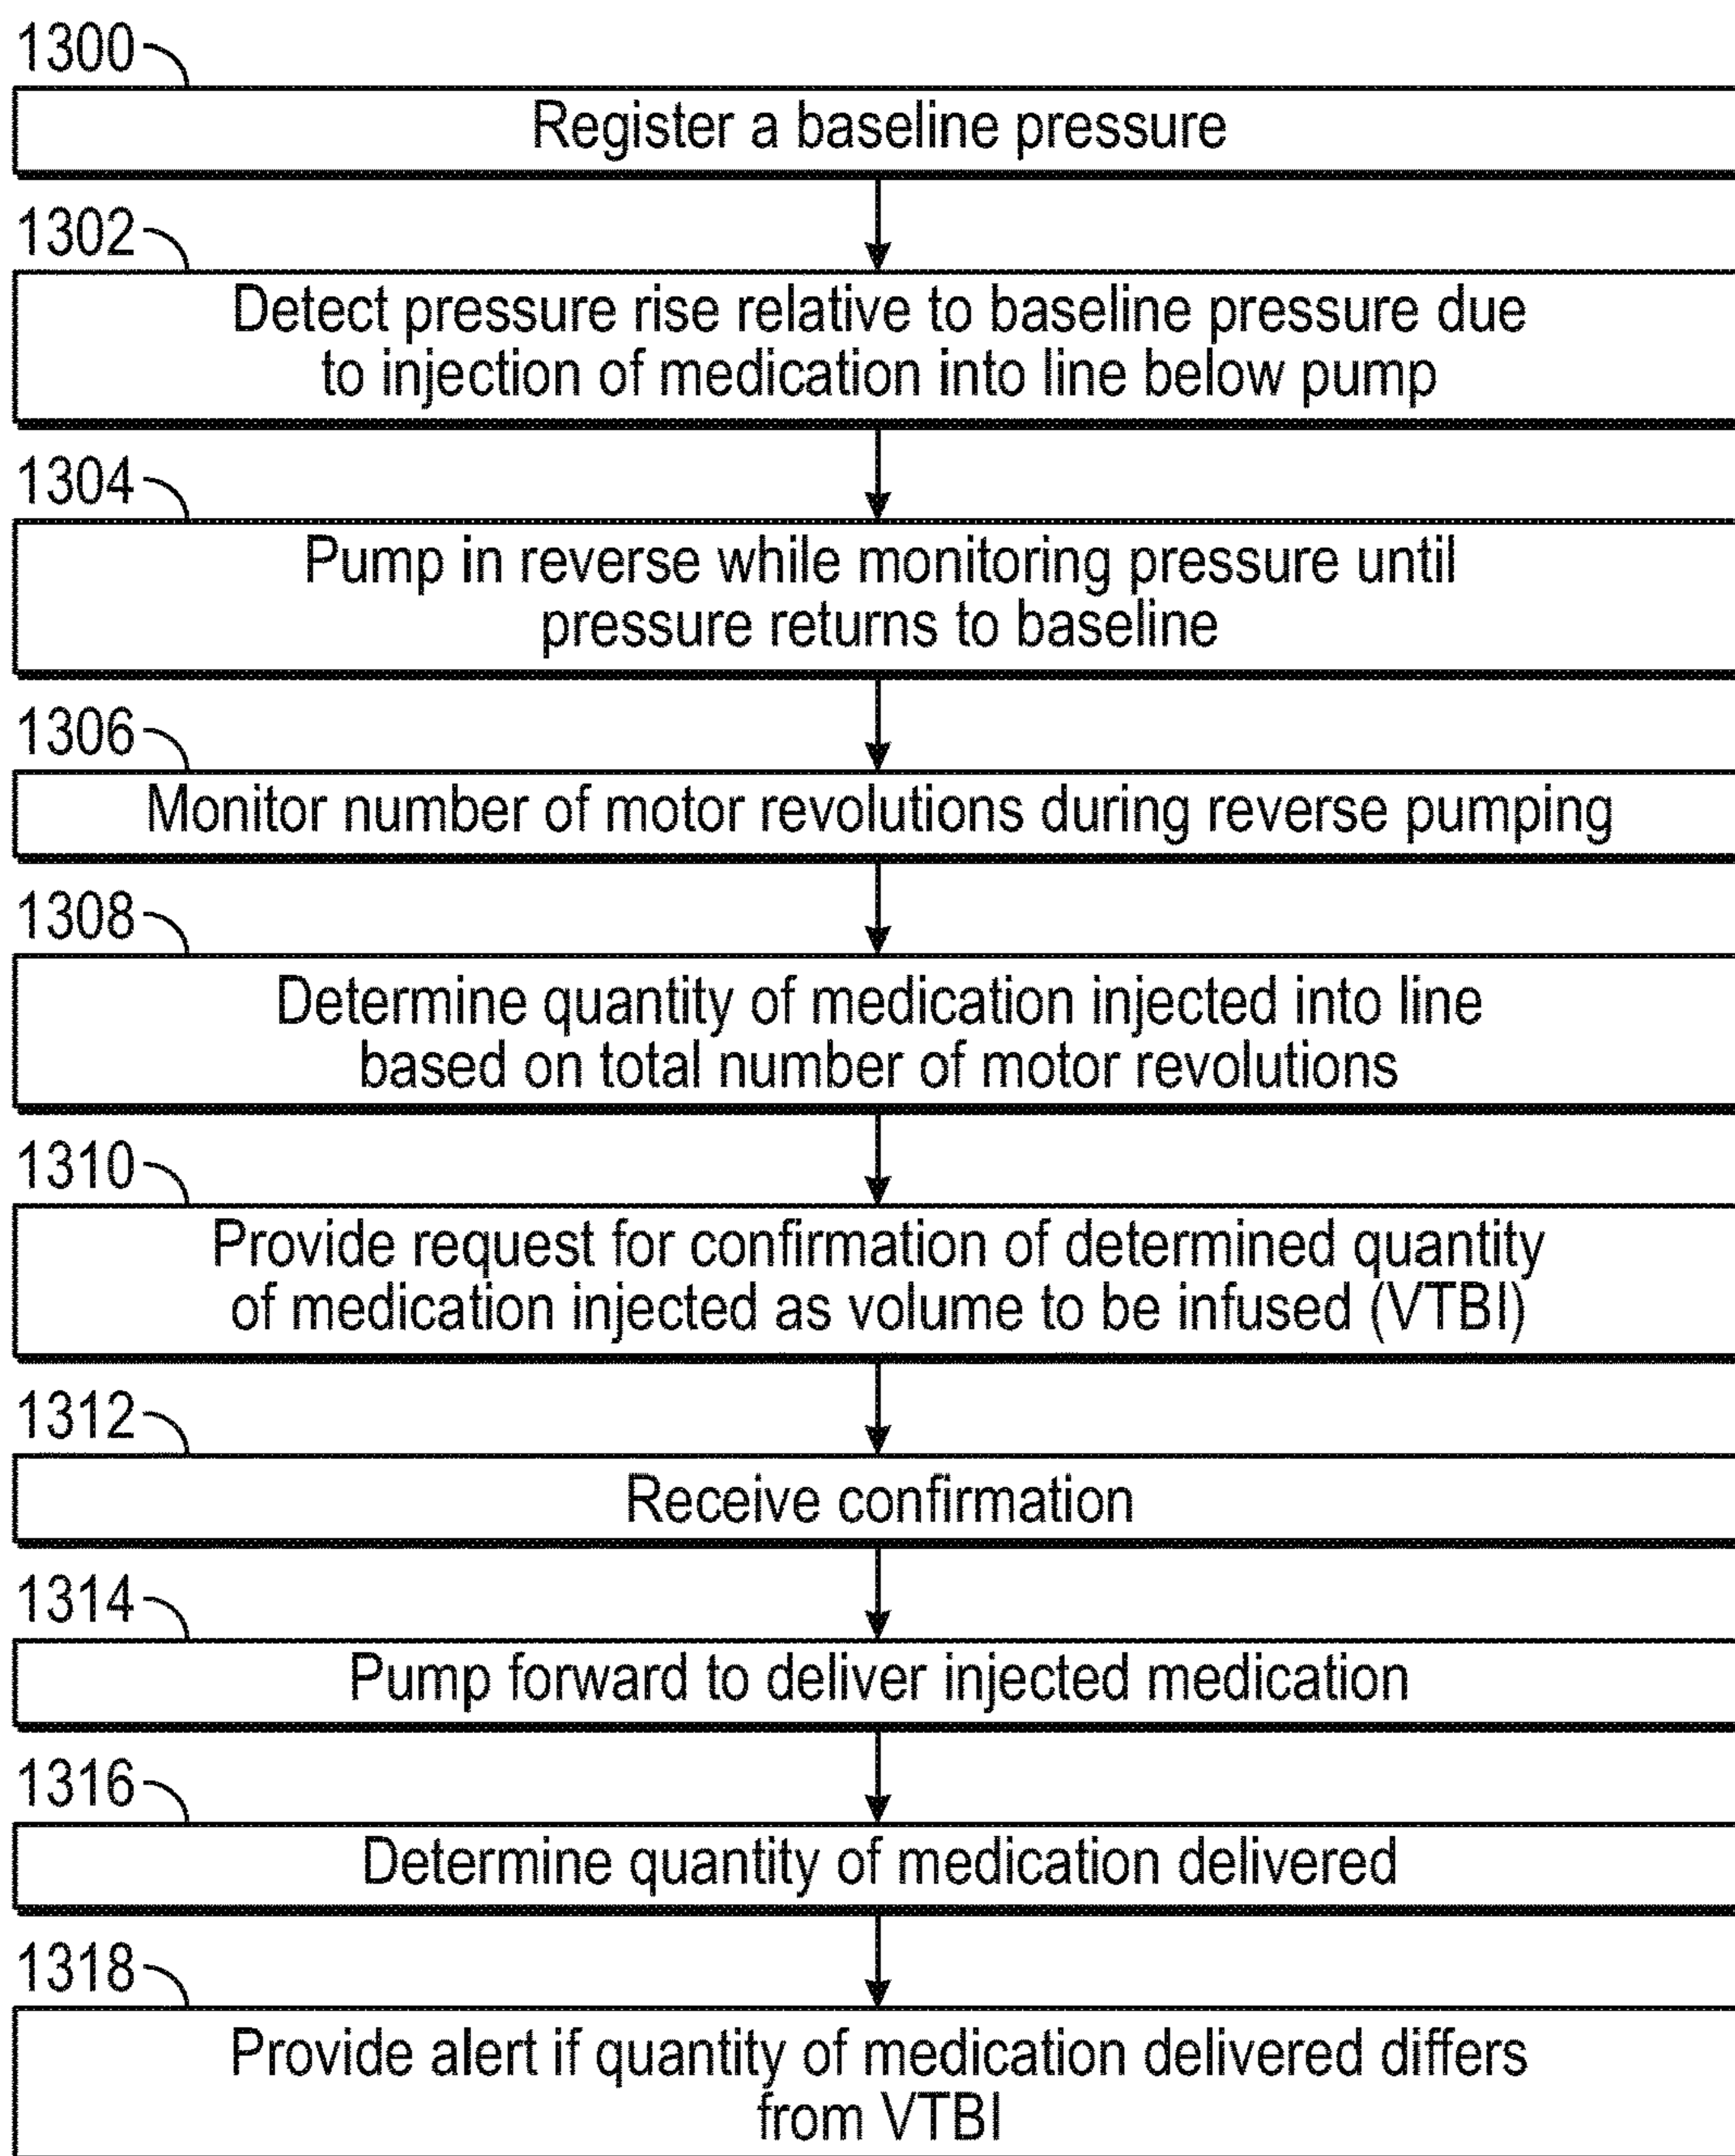 1300
Register a baseline pressure
1302
Detect pressure rise relative to baseline pressure due
to injection of medication into line below pump
1304
Pump in reverse while monitoring pressure until
pressure returns to baseline
1306
Monitor number of motor revolutions during reverse pumping
1308
Determine quantity of medication injected into line
based on total number of motor revolutions
1310
Provide request for confirmation of determined quantity
of medication injected as volume to be infused (VTBI)
1312
Receive confirmation
1314
Pump forward to deliver injected medication
1316
Determine quantity of medication delivered
1318
Provide alert if quantity of medication delivered differs
from VTBI